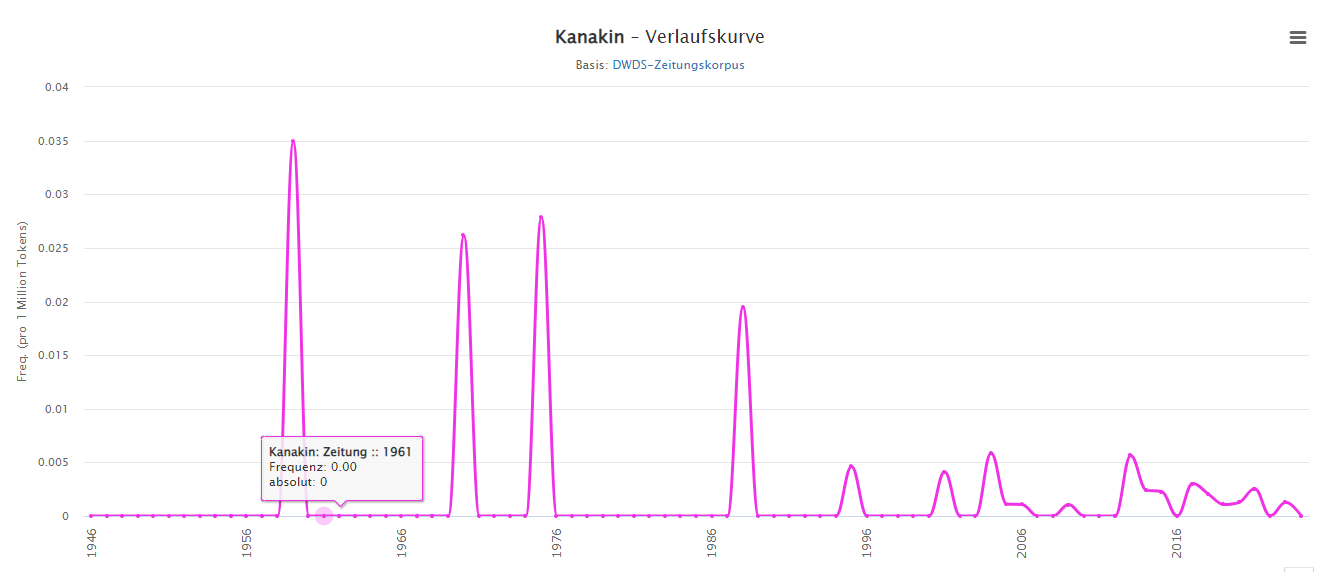 Kanakin – Verlaufskurve
Basis: DWDS-Zeitungskorpus
Freq. (pro 1 Million Tokens)
0.04
0.035
0.03
0.025
0.02
0.015
0.01
0.005
0
Kanakin: Zeitung :: 1961
Frequenz: 0.00
absolut: 0
1946
1956
1966
1976
1986
1996
2006
2016